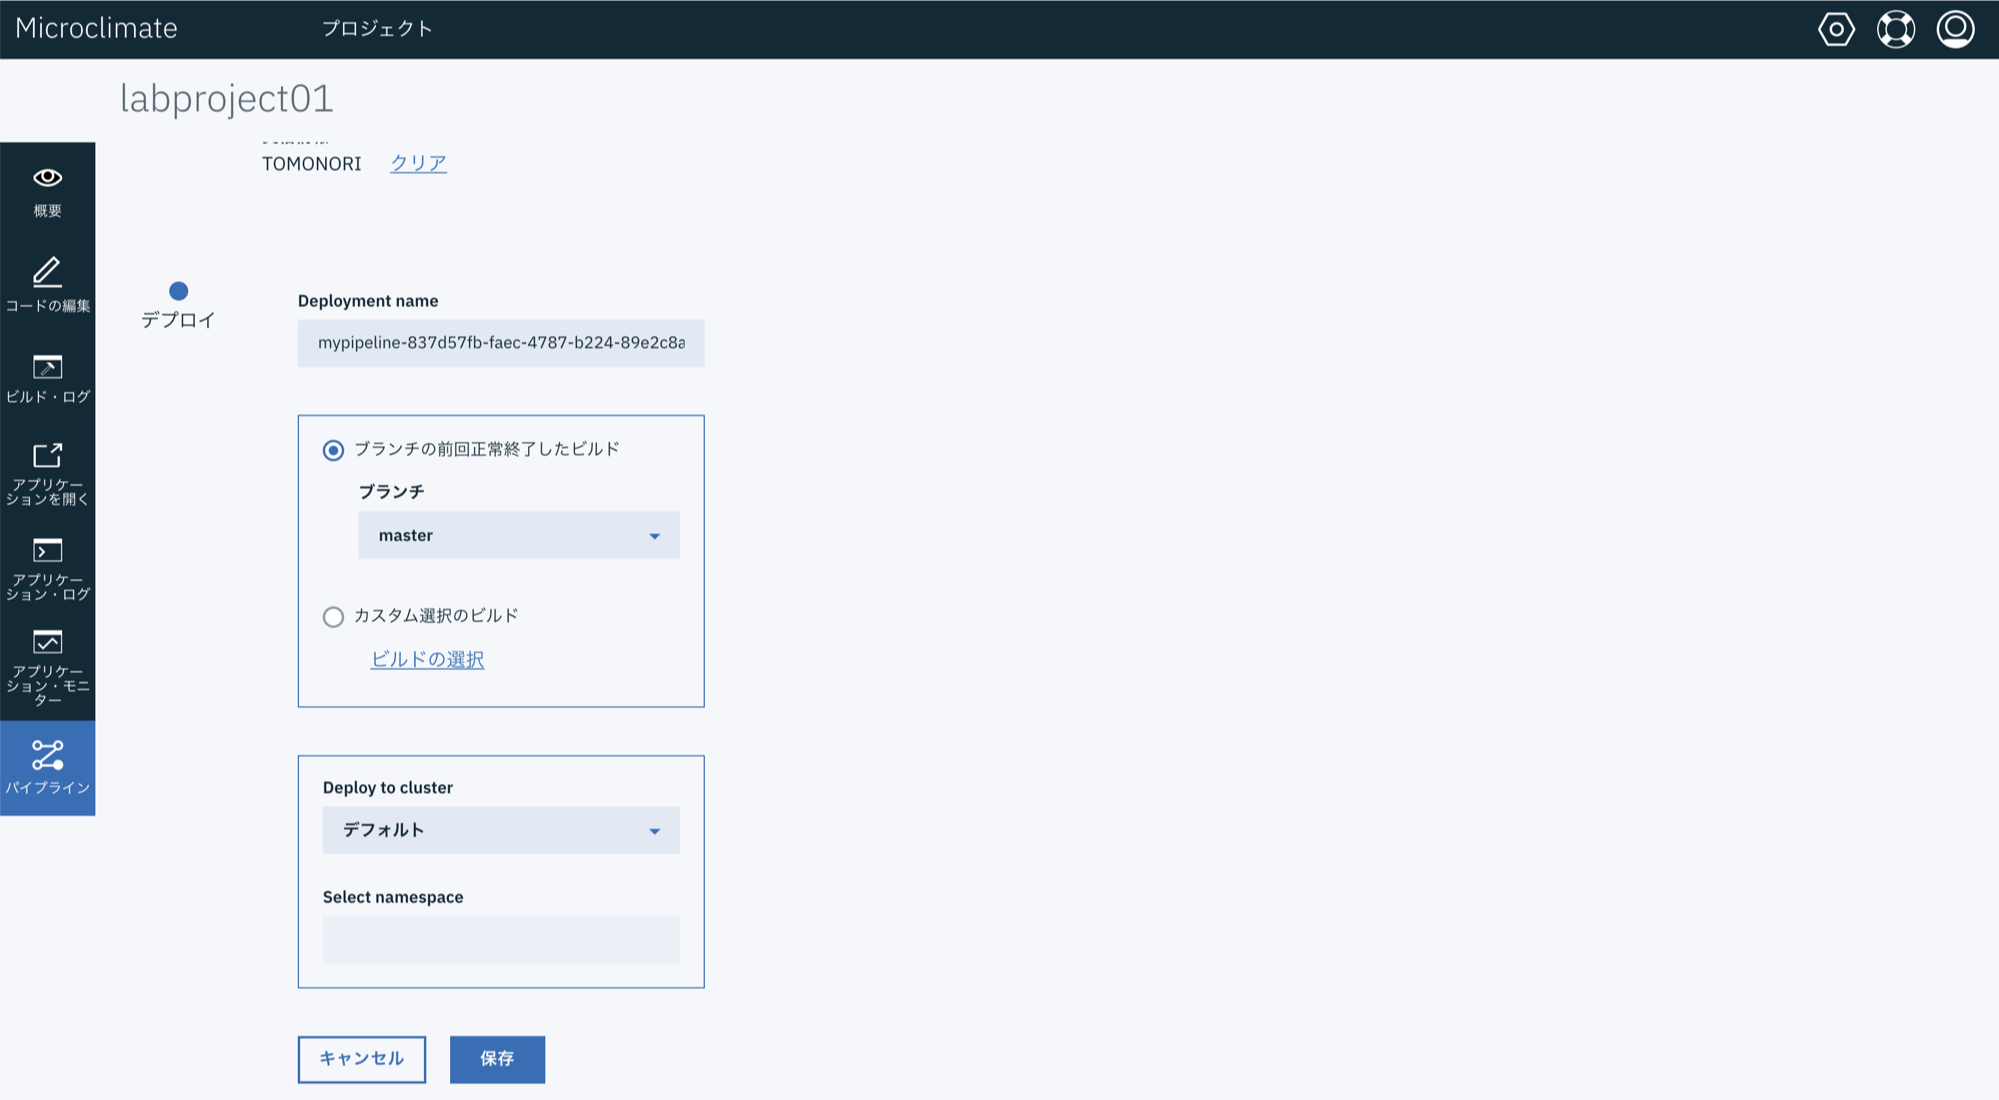 Microclimate
プロジェクト
labproject01
TOMONORI クリア
概要
コードの編集
ビルド・ログ
アプリケー
ションを開く
アプリケー
ション・ログ
アプリケー
ション・モニ
ター
パイプライン
デプロイ
Deployment name
mypipeline-837d57fb-faec-4787-b224-89e2c8a
ブランチの前回正常終了したビルド
ブランチ
master
カスタム選択のビルド
ビルドの選択
Deploy to cluster
デフォルト
Select namespace
キャンセル
保存